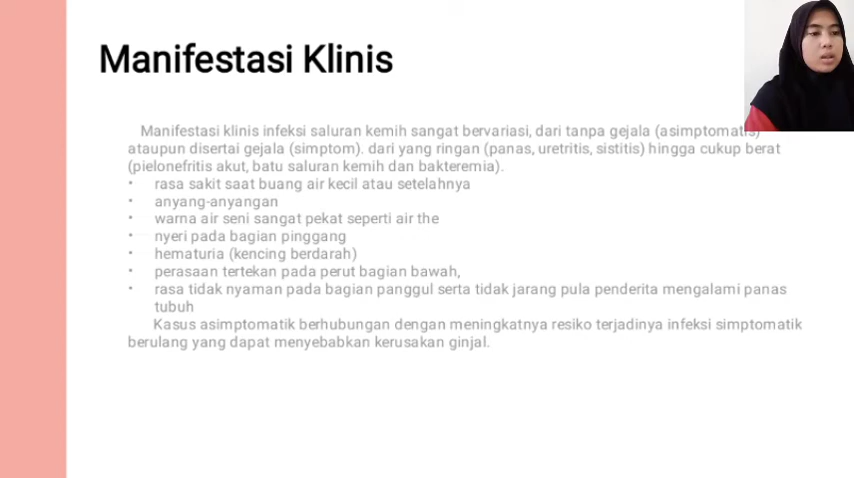 Manifestasi Klinis
Manifestasi klinis infeksi saluran kemih sangat bervariasi, dari tanpa gejala (asimptomatis)
ataupun disertai gejala (simptom). dari yang ringan (panas, uretritis, sistitis) hingga cukup berat
(pielonefritis akut, batu saluran kemih dan bakteremia).
• rasa sakit saat buang air kecil atau setelahnya
• anyang-anyangan
• warna air seni sangat pekat seperti air the
• nyeri pada bagian pinggang
• hematuria (kencing berdarah)
• perasaan tertekan pada perut bagian bawah,
• rasa tidak nyaman pada bagian panggul serta tidak jarang pula penderita mengalami panas
tubuh
Kasus asimptomatik berhubungan dengan meningkatnya resiko terjadinya infeksi simptomatik
berulang yang dapat menyebabkan kerusakan ginjal.